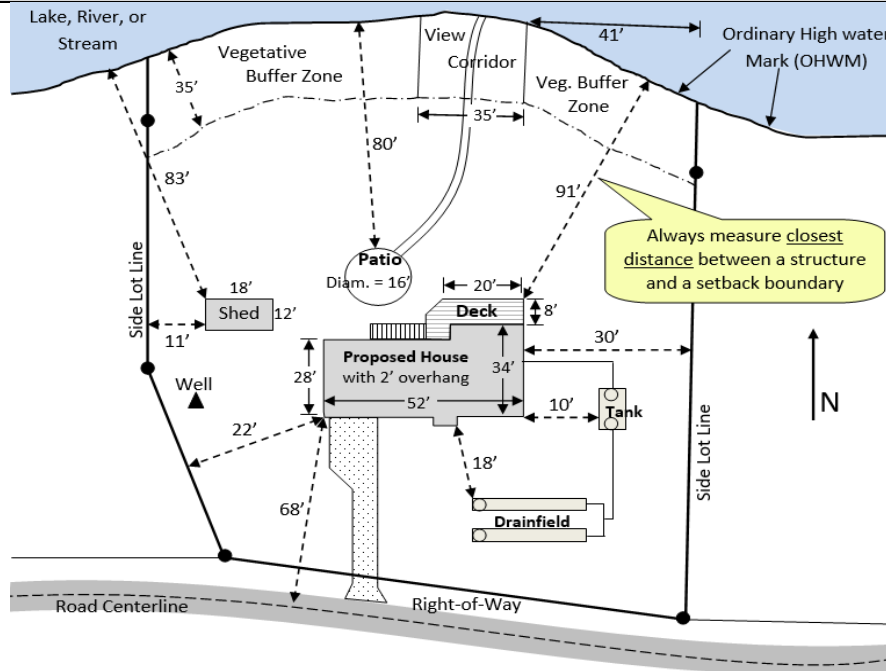 Lake, River, or
Stream
Vegetative
Buffer Zone
View
Corridor
41’
Ordinary High water
Mark (OHWM)
Veg. Buffer
Zone
35’
35’
80’
83’
91’
Always measure closest
distance between a structure
and a setback boundary
Patio
Diam. = 16’
18’
Shed
12’
11’
20’
Deck
8’
Side Lot Line
30’
Proposed House
with 2’ overhang
28’
34’
52’
10’
Tank
N
Well
22’
18’
68’
Drainfield
Side Lot Line
Road Centerline
Right-of-Way